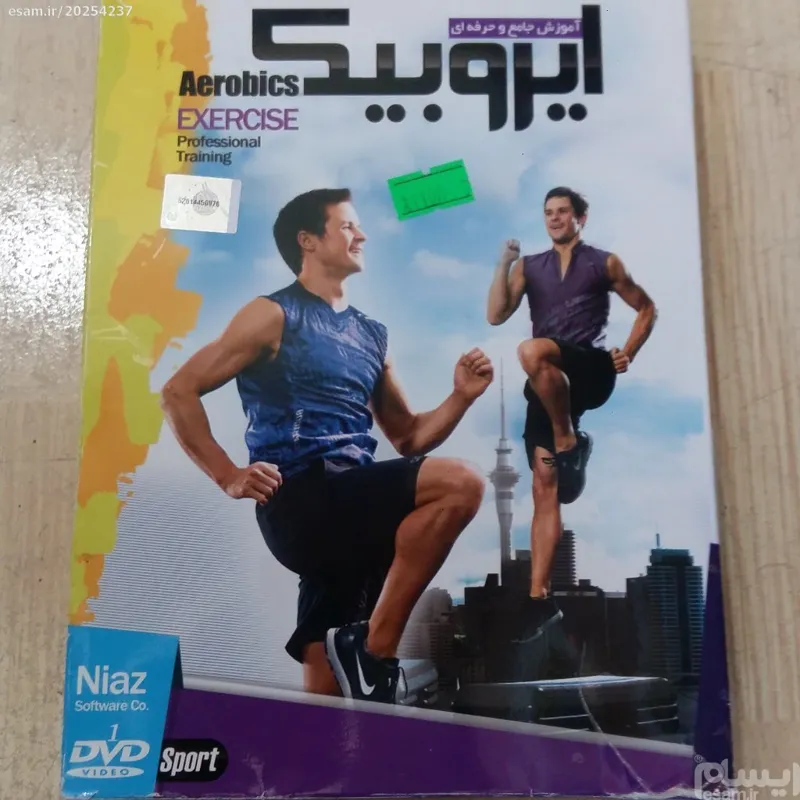 esam.ir/20254237
آموزش جامع و حرفه ای
ایروبیک
Aerobics
EXERCISE
Professional
Training
Niaz
Software Co.
1
DVD
VIDEO
Sport
ایسام
esam.ir